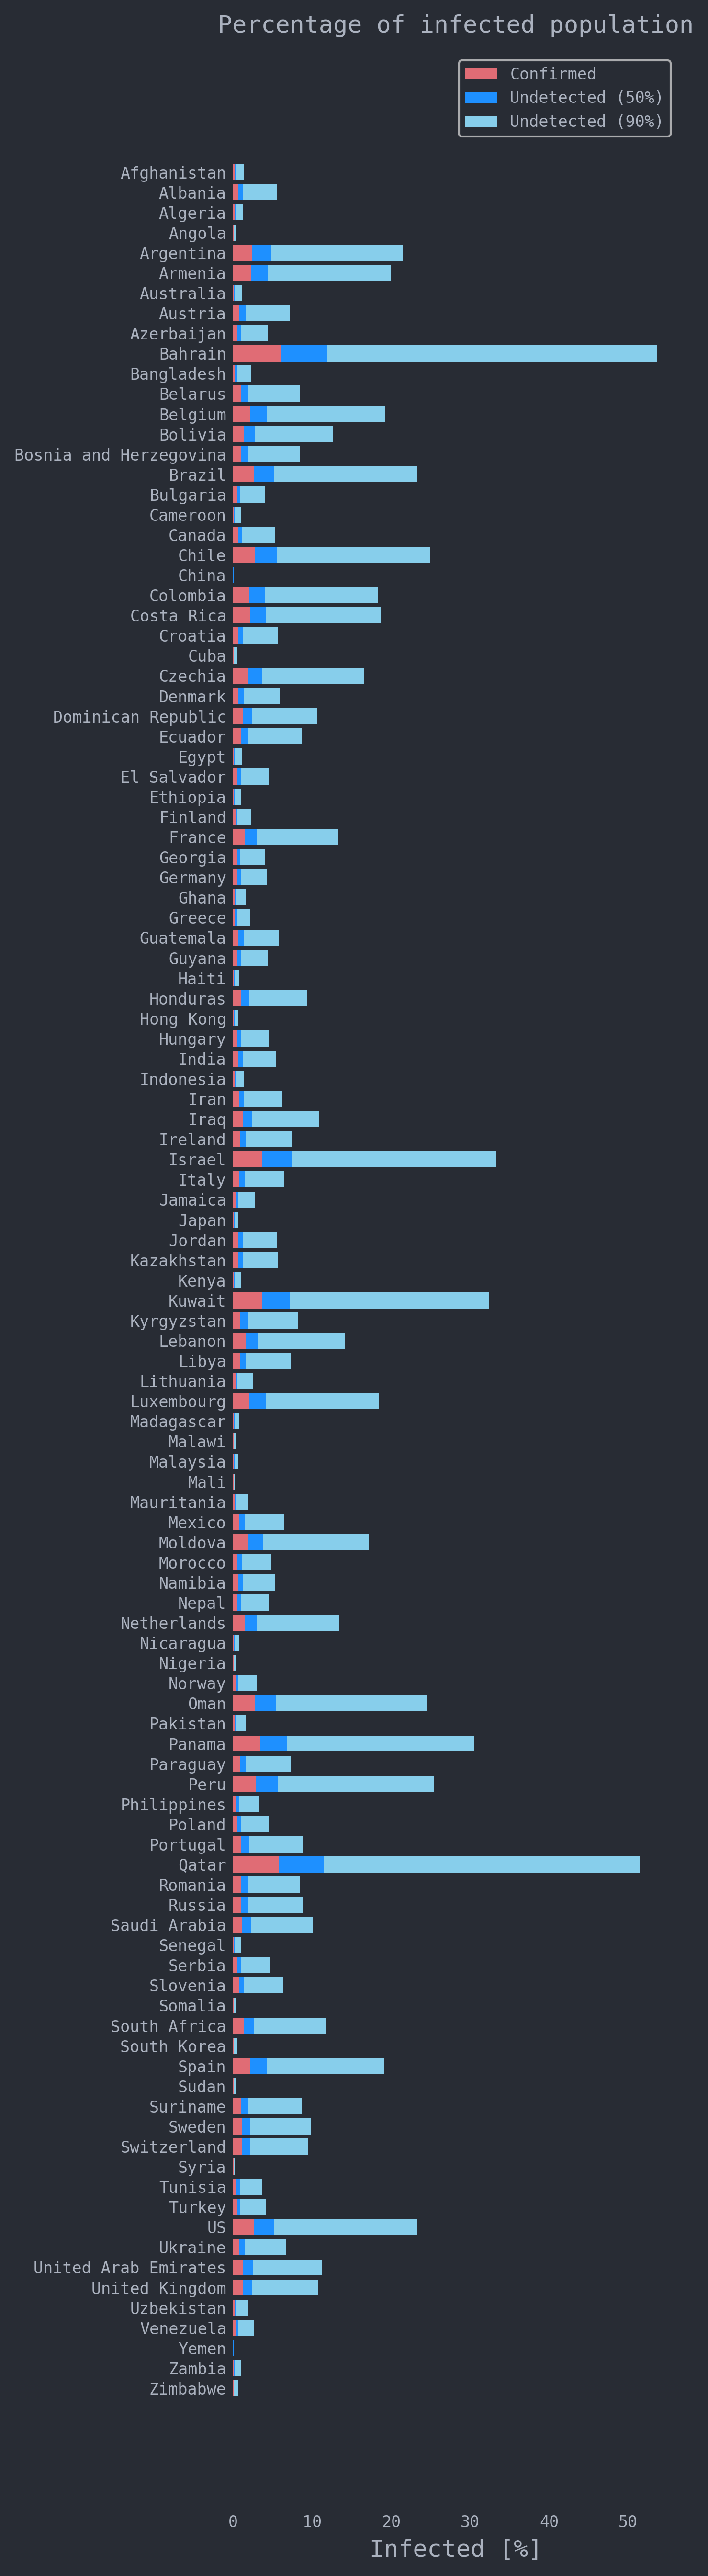 Percentage of infected population
Confirmed
Undetected (50%)
Undetected (90%)
Afghanistan
Albania
Algeria
Angola
Argentina
Armenia
Australia
Austria
Azerbaijan
Bahrain
Bangladesh
Belarus
Belgium
Bolivia
Bosnia and Herzegovina
Brazil
Bulgaria
Cameroon
Canada
Chile
China
Colombia
Costa Rica
Croatia
Cuba
Czechia
Denmark
Dominican Republic
Ecuador
Egypt
El Salvador
Ethiopia
Finland
France
Georgia
Germany
Ghana
Greece
Guatemala
Guyana
Haiti
Honduras
Hong Kong
Hungary
India
Indonesia
Iran
Iraq
Ireland
Israel
Italy
Jamaica
Japan
Jordan
Kazakhstan
Kenya
Kuwait
Kyrgyzstan
Lebanon
Libya
Lithuania
Luxembourg
Madagascar
Malawi
Malaysia
Mali
Mauritania
Mexico
Moldova
Morocco
Namibia
Nepal
Netherlands
Nicaragua
Nigeria
Norway
Oman
Pakistan
Panama
Paraguay
Peru
Philippines
Poland
Portugal
Qatar
Romania
Russia
Saudi Arabia
Senegal
Serbia
Slovenia
Somalia
South Africa
South Korea
Spain
Sudan
Suriname
Sweden
Switzerland
Syria
Tunisia
Turkey
US
Ukraine
United Arab Emirates
United Kingdom
Uzbekistan
Venezuela
Yemen
Zambia
Zimbabwe
0 10 20 30 40 50
Infected [%]